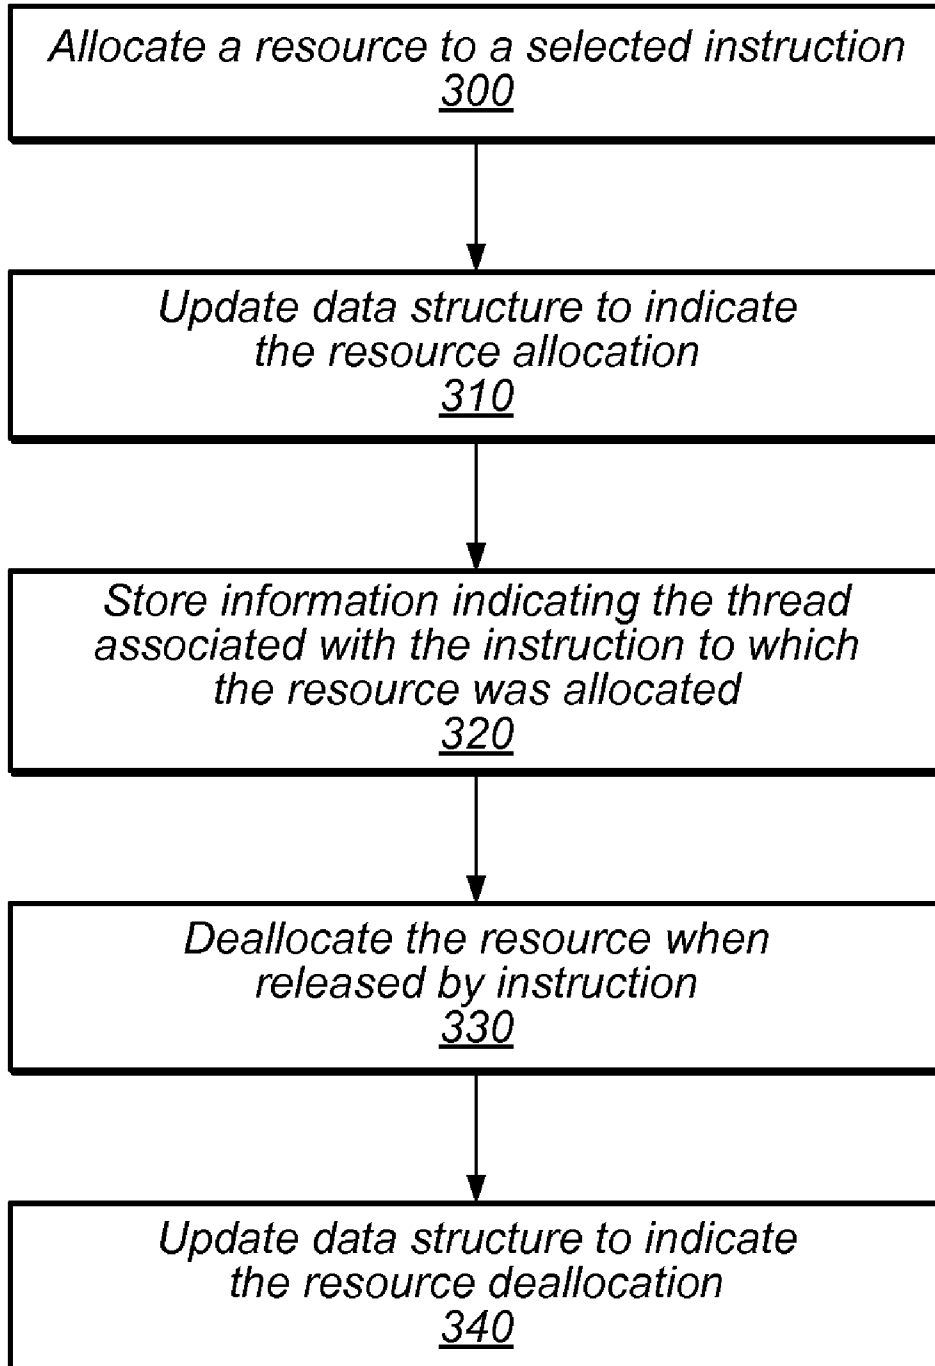 Allocate a resource to a selected instruction
300
Update data structure to indicate
the resource allocation
310
Store information indicating the thread
associated with the instruction to which
the resource was allocated
320
Deallocate the resource when
released by instruction
330
Update data structure to indicate
the resource deallocation
340